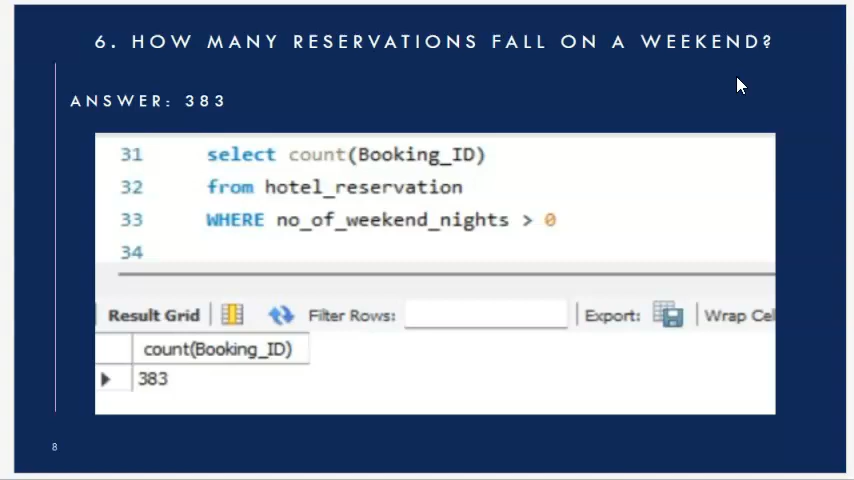 6. HOW MANY RESERVATIONS FALL ON A WEEKEND?
ANSWER: 383
31 select count(Booking_ID)
32 from hotel_reservation
33 WHERE no_of_weekend_nights > 0
34
Result Grid Filter Rows: Export: Wrap Cel
count(Booking_ID)
383
8